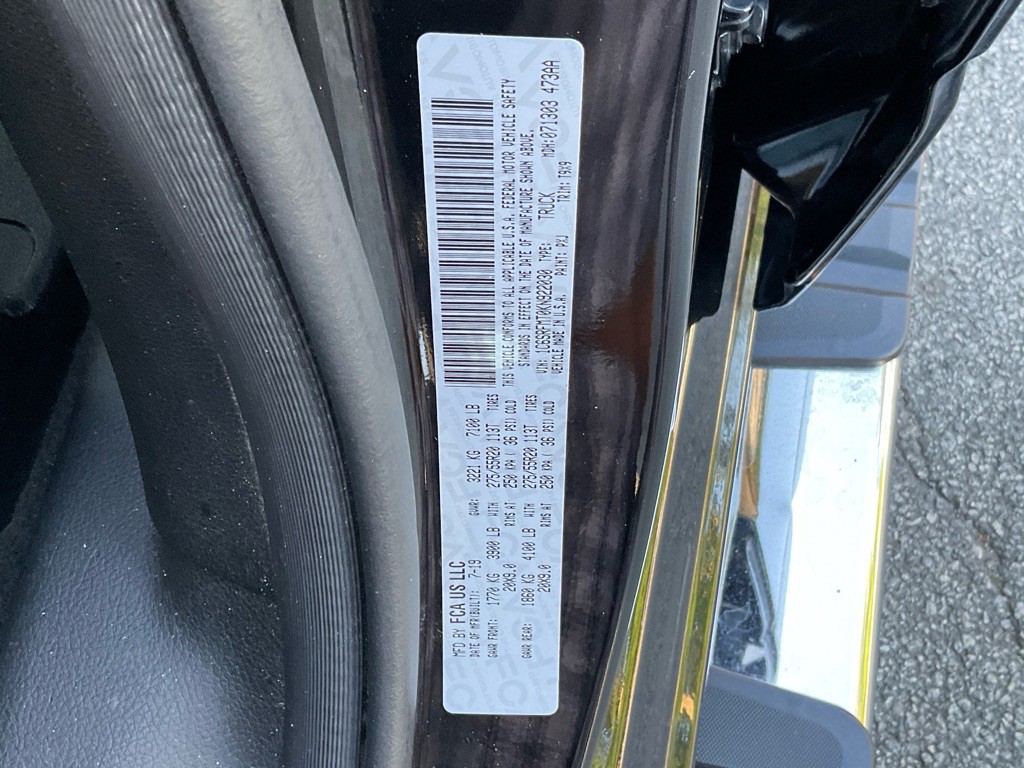 MFD BY FCA US LLC
DATE OF MFR(BUILT): 7-19 GVWR: 3221 KG 7100 LB
GAWR FRONT: 1770 KG 3900 LB WITH 275/55R20 113T TIRES
20X9.0 RIMS AT 250 KPA ( 36 PSI) COLD
GAWR REAR: 1860 KG 4100 LB WITH 275/55R20 113T TIRES
20X9.0 RIMS AT 250 KPA ( 36 PSI) COLD
THIS VEHICLE CONFORMS TO ALL APPLICABLE U.S.A. FEDERAL MOTOR VEHICLE SAFETY
STANDARDS IN EFFECT ON THE DATE OF MANUFACTURE SHOWN ABOVE.
VIN: 1C6SRFMT0KN922030 TYPE: TRUCK MDH:071303 473AA
VEHICLE MADE IN U.S.A. PAINT: PXJ TRIM: T9X9